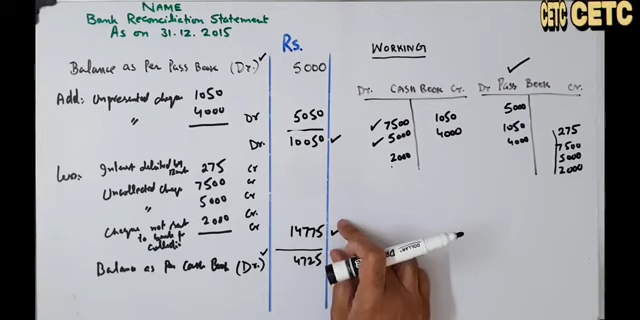 NAME
Bank Reconciliation Statement
As on 31.12.2015
CETC CETC
Rs.
Balance as Per Pass Book (Dr.) 5000
Add: Unpresented cheque 1050
" 4000 Dr 5050
Dr. 10050
Less: debited by 275 Cr
Uncollected cheque 7500 Cr
" 5000 Cr
Cheques not sent 2000 Cr.
to bank for Cr 14775
collection
Balance as Per Cash Book (Dr.) 4725
WORKING
Dr. CASH BOOK Cr.
7500 1050
5000 4000
2000
Dr Pass BOOK Cr.
5000
1050 275
4000 7500
5000
2000
DOLLAR